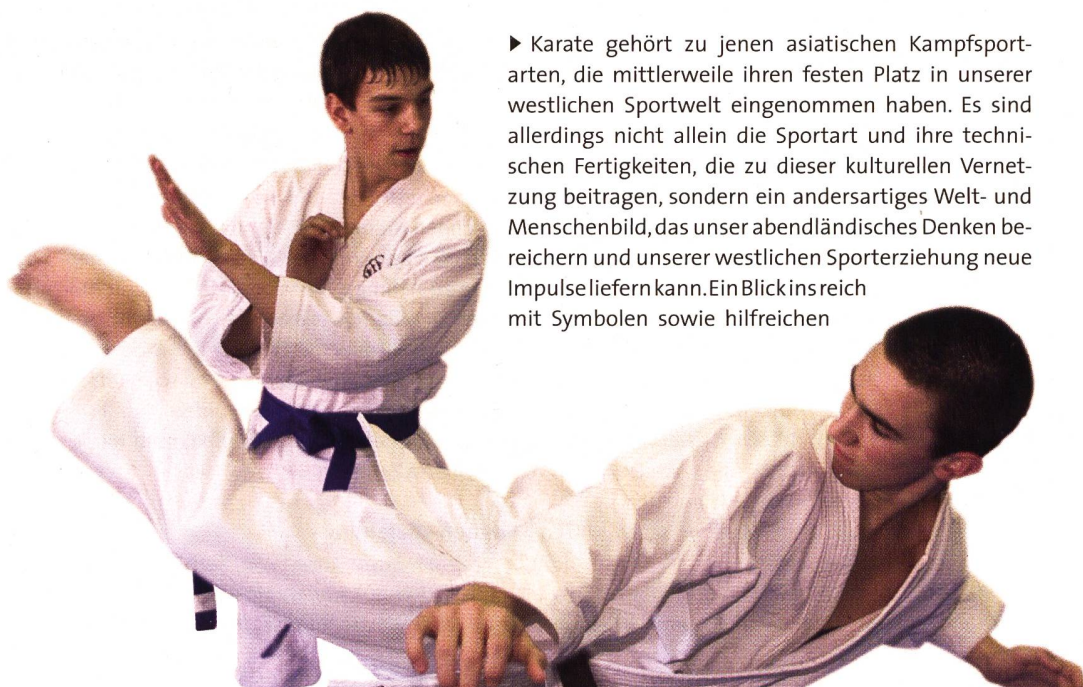 ▶ Karate gehört zu jenen asiatischen Kampfsport-
arten, die mittlerweile ihren festen Platz in unserer
westlichen Sportwelt eingenommen haben. Es sind
allerdings nicht allein die Sportart und ihre techni-
schen Fertigkeiten, die zu dieser kulturellen Vernet-
zung beitragen, sondern ein andersartiges Welt- und
Menschenbild, das unser abendländisches Denken be-
reichern und unserer westlichen Sporterziehung neue
Impulse liefern kann. Ein Blick ins reich
mit Symbolen sowie hilfreichen